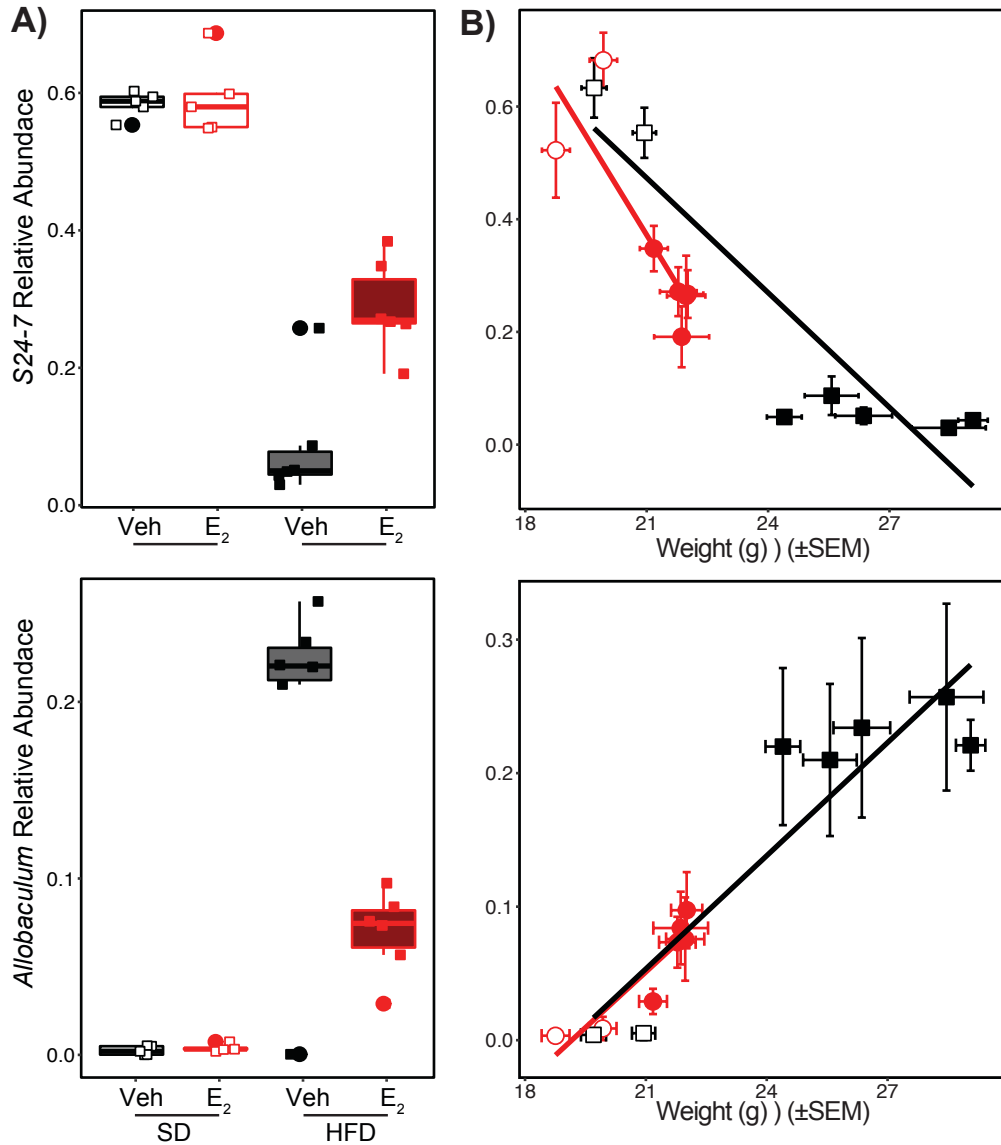 A)
S24-7 Relative Abundace
0.6
0.4
0.2
0.0
Veh E₂ Veh E₂
B)
0.6
0.4
0.2
0.0
18 21 24 27
Weight (g) ) (±SEM)
Allobaculum Relative Abundace
0.2
0.1
0.0
Veh E₂ Veh E₂
SD HFD
0.3
0.2
0.1
0.0
18 21 24 27
Weight (g) ) (±SEM)